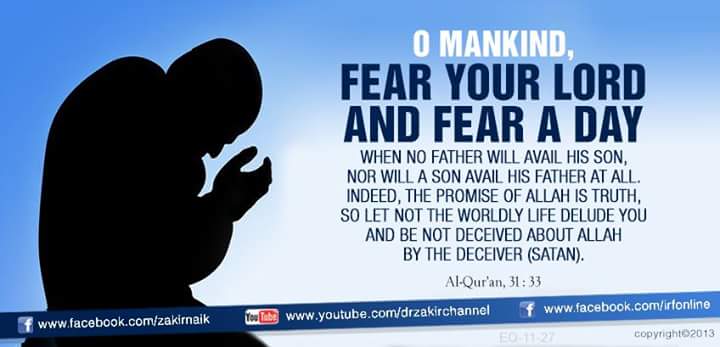 O MANKIND,
FEAR YOUR LORD
AND FEAR A DAY
WHEN NO FATHER WILL AVAIL HIS SON,
NOR WILL A SON AVAIL HIS FATHER AT ALL.
INDEED, THE PROMISE OF ALLAH IS TRUTH,
SO LET NOT THE WORLDLY LIFE DELUDE YOU
AND BE NOT DECEIVED ABOUT ALLAH
BY THE DECEIVER (SATAN).
Al-Qur'an, 31 : 33
f www.facebook.com/zakirnaik
You Tube www.youtube.com/drzakirchannel
f www.facebook.com/irfonline
EQ-11-27
copyright©2013